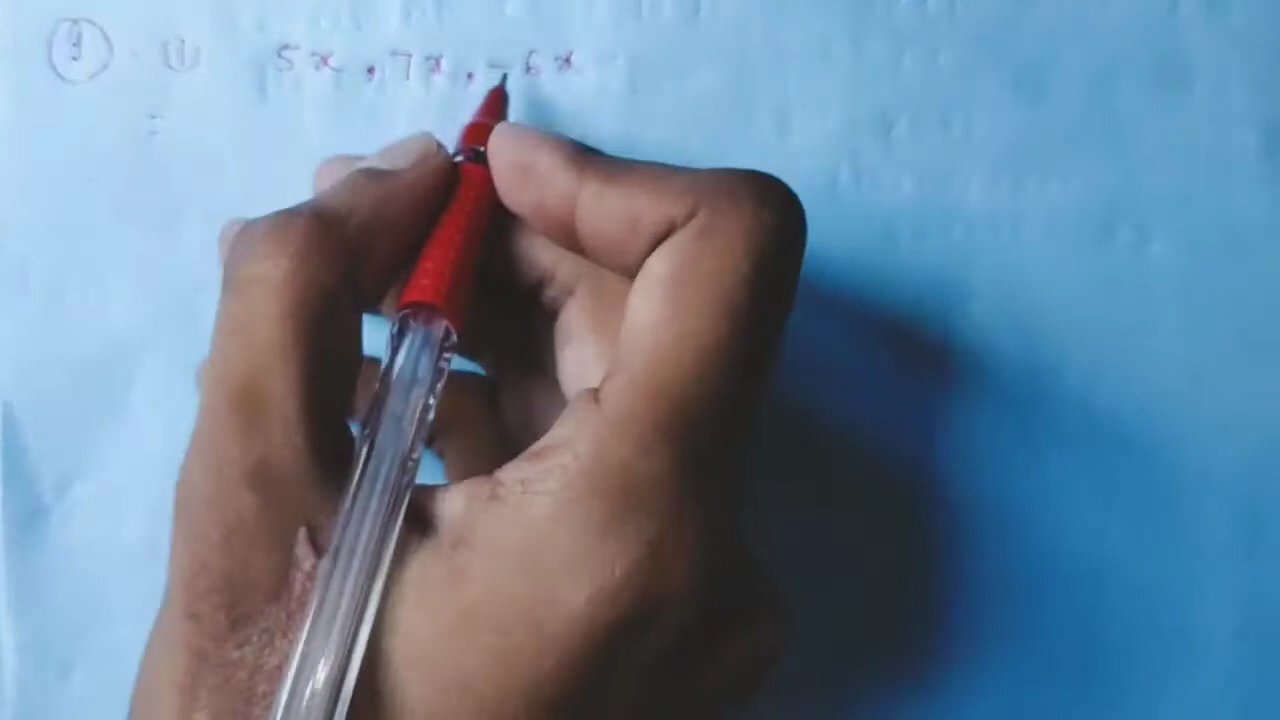 ① 5x, 7x, -6x
=